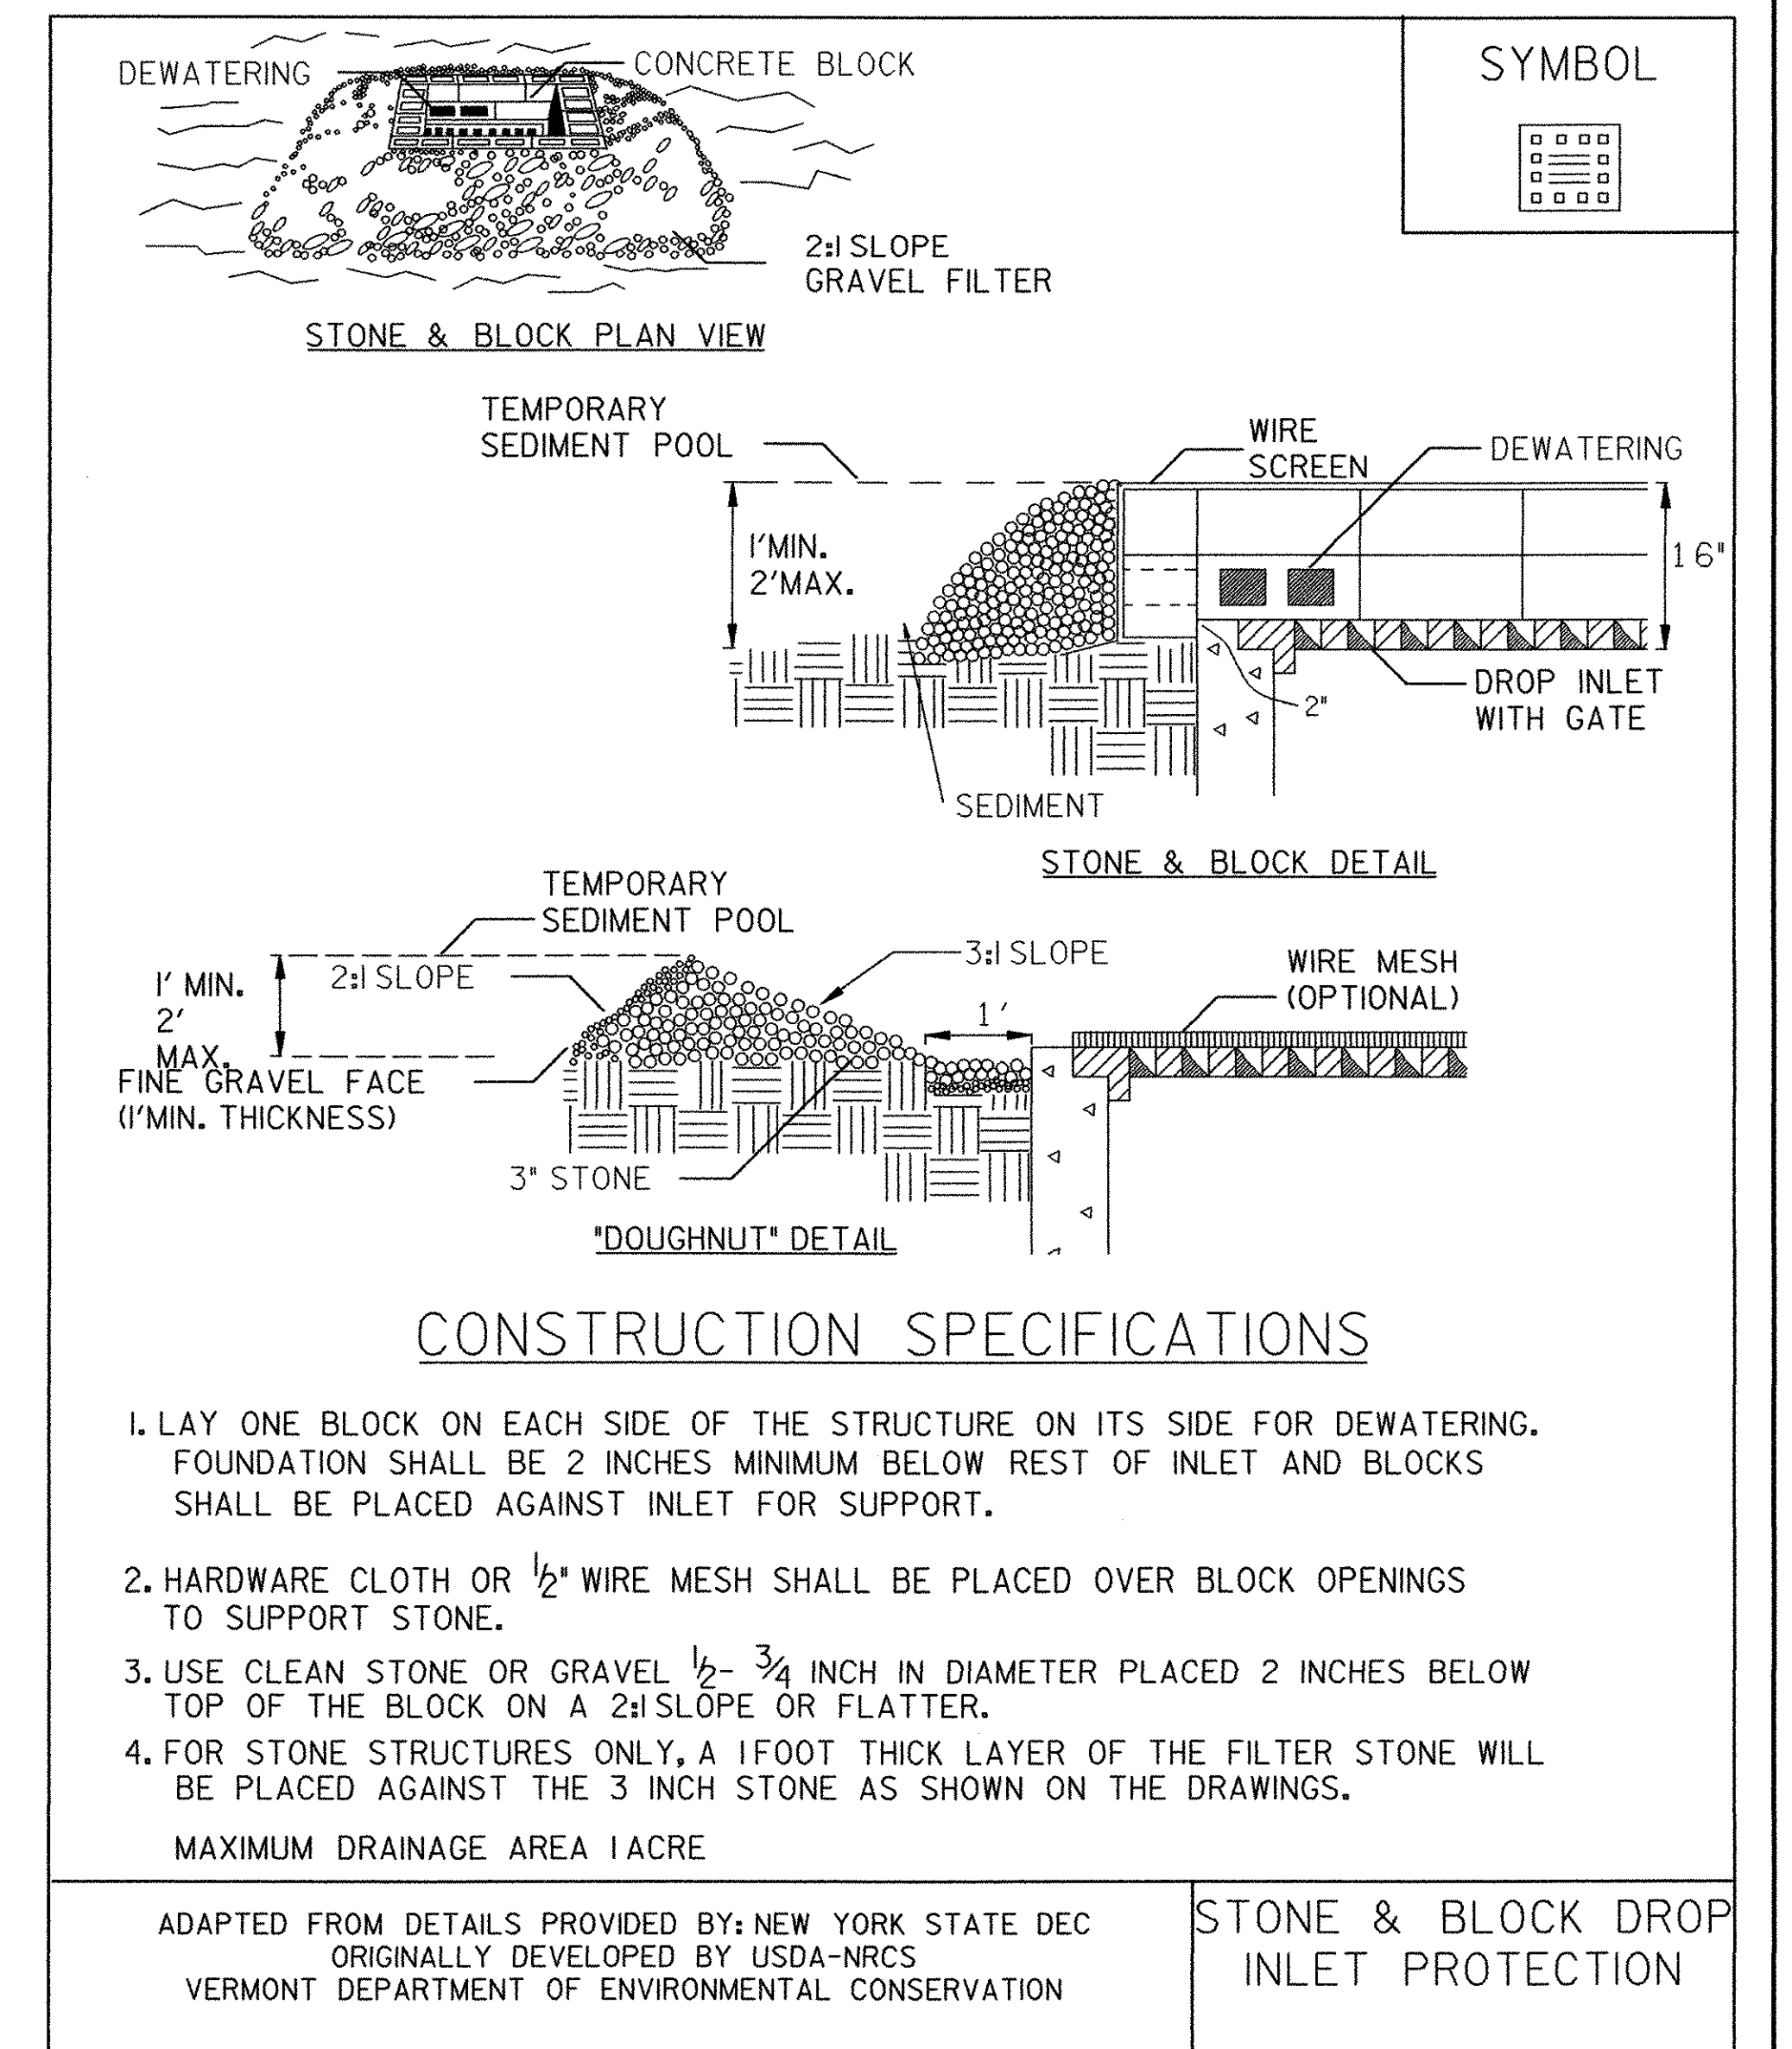 DEWATERING
CONCRETE BLOCK
SYMBOL
2:1 SLOPE
GRAVEL FILTER
STONE & BLOCK PLAN VIEW
TEMPORARY
SEDIMENT POOL
WIRE
SCREEN
DEWATERING
1'MIN.
2'MAX.
16"
DROP INLET
WITH GATE
2"
SEDIMENT
STONE & BLOCK DETAIL
TEMPORARY
SEDIMENT POOL
3:1 SLOPE
2:1 SLOPE
1' MIN.
2'
MAX.
WIRE MESH
(OPTIONAL)
1'
FINE GRAVEL FACE
(1'MIN. THICKNESS)
3" STONE
"DOUGHNUT" DETAIL
CONSTRUCTION SPECIFICATIONS
1. LAY ONE BLOCK ON EACH SIDE OF THE STRUCTURE ON ITS SIDE FOR DEWATERING.
FOUNDATION SHALL BE 2 INCHES MINIMUM BELOW REST OF INLET AND BLOCKS
SHALL BE PLACED AGAINST INLET FOR SUPPORT.
2. HARDWARE CLOTH OR 1/2" WIRE MESH SHALL BE PLACED OVER BLOCK OPENINGS
TO SUPPORT STONE.
3. USE CLEAN STONE OR GRAVEL 1/2- 3/4 INCH IN DIAMETER PLACED 2 INCHES BELOW
TOP OF THE BLOCK ON A 2:1 SLOPE OR FLATTER.
4. FOR STONE STRUCTURES ONLY, A 1 FOOT THICK LAYER OF THE FILTER STONE WILL
BE PLACED AGAINST THE 3 INCH STONE AS SHOWN ON THE DRAWINGS.
MAXIMUM DRAINAGE AREA 1 ACRE
ADAPTED FROM DETAILS PROVIDED BY: NEW YORK STATE DEC
ORIGINALLY DEVELOPED BY USDA-NRCS
VERMONT DEPARTMENT OF ENVIRONMENTAL CONSERVATION
STONE & BLOCK DROP
INLET PROTECTION